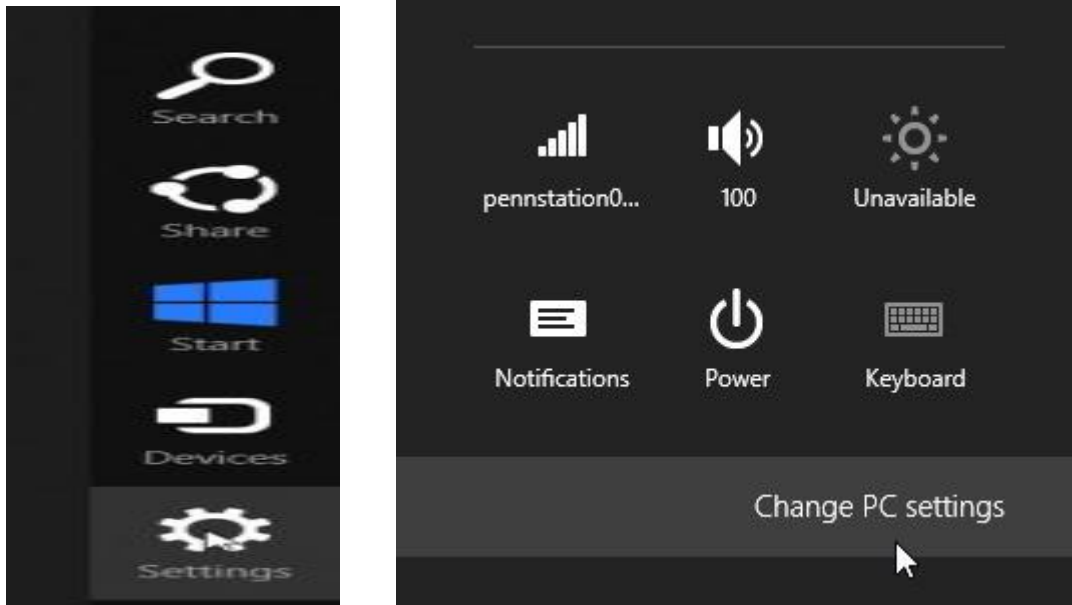 Search
Share
Start
Devices
Settings
pennstation0...
100
Unavailable
Notifications
Power
Keyboard
Change PC settings